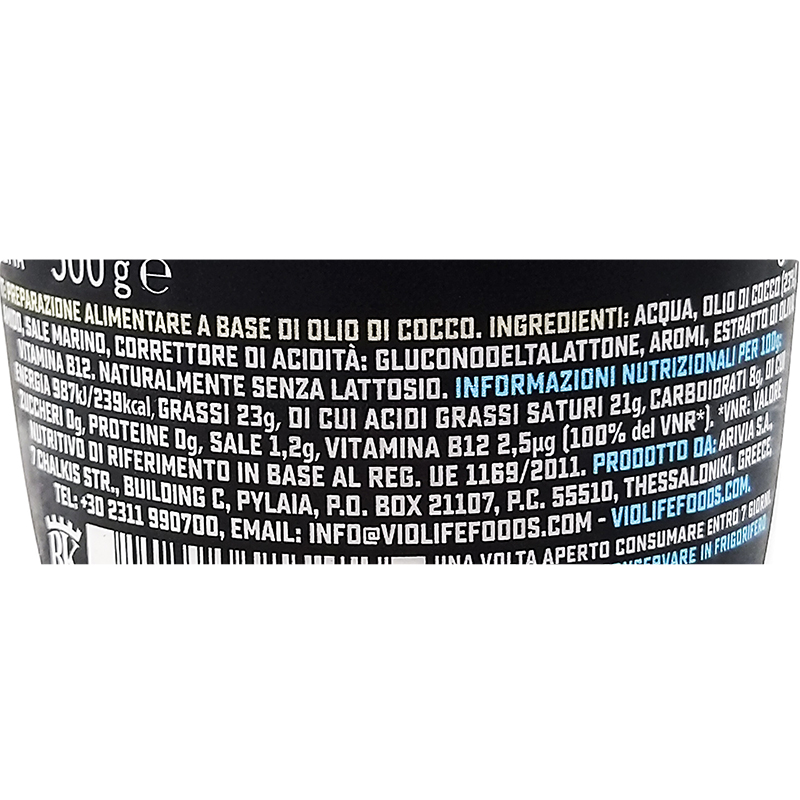 500 g e
PREPARAZIONE ALIMENTARE A BASE DI OLIO DI COCCO. INGREDIENTI: ACQUA, OLIO DI COCCO (23%)
SALE MARINO, CORRETTORE DI ACIDITÀ: GLUCONODELTALATTONE, AROMI, ESTRATTO DI OLIVA
VITAMINA B12. NATURALMENTE SENZA LATTOSIO. INFORMAZIONI NUTRIZIONALI PER 100g:
ENERGIA 987kJ/239kcal, GRASSI 23g, DI CUI ACIDI GRASSI SATURI 21g, CARBOIDRATI 8g, DI CUI
ZUCCHERI 0g, PROTEINE 0g, SALE 1,2g, VITAMINA B12 2,5µg (100% del VNR*). *VNR: VALORE
NUTRITIVO DI RIFERIMENTO IN BASE AL REG. UE 1169/2011. PRODOTTO DA: ARIVIA S.A.,
7 CHALKIS STR., BUILDING C, PYLAIA, P.O. BOX 21107, P.C. 55510, THESSALONIKI, GREECE,
TEL: +30 2311 990700, EMAIL: INFO@VIOLIFEFOODS.COM - VIOLIFEFOODS.COM.
UNA VOLTA APERTO CONSUMARE ENTRO 7 GIORNI.
CONSERVARE IN FRIGORIFERO